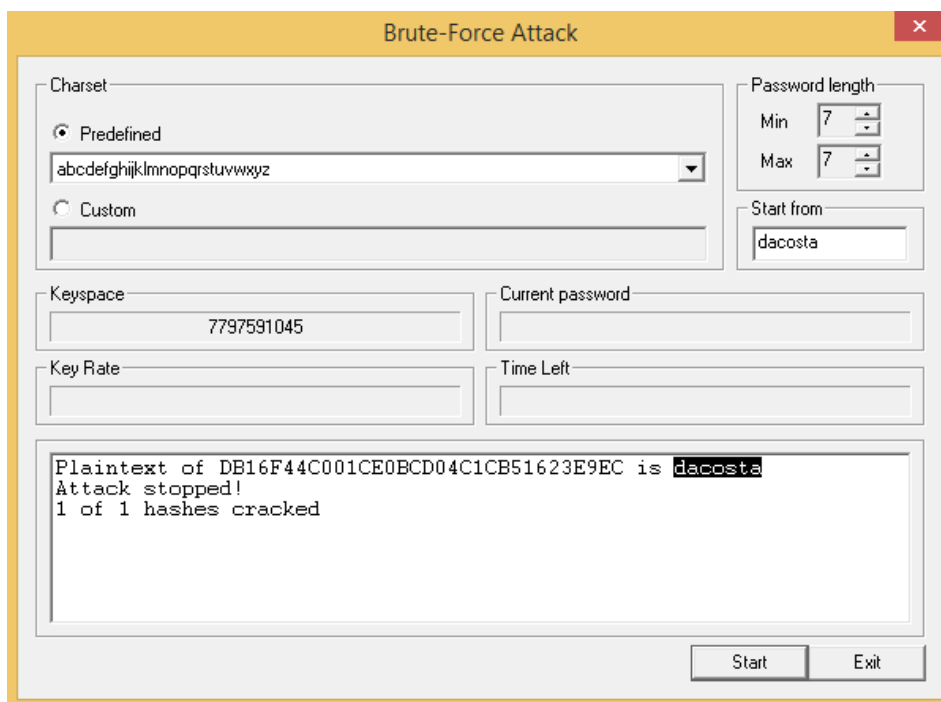 Brute-Force Attack
Charset
Predefined
abcdefghijklmnopqrstuvwxyz
Custom
Password length
Min 7
Max 7
Start from
dacosta
Keyspace
7797591045
Current password
Key Rate
Time Left
Plaintext of DB16F44C001CE0BCD04C1CB51623E9EC is dacosta
Attack stopped!
1 of 1 hashes cracked
Start
Exit